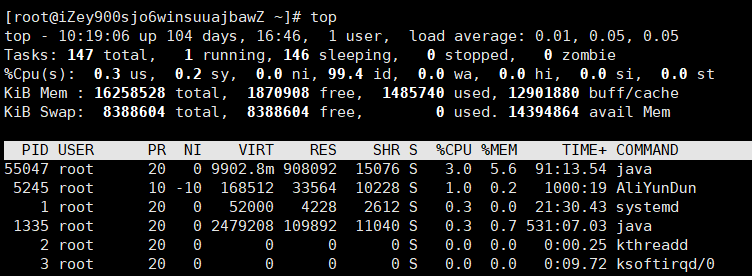 [root@iZey900sjo6winsuuajbawZ ~]# top
top - 10:19:06 up 104 days, 16:46,  1 user,  load average: 0.01, 0.05, 0.05
Tasks: 147 total,   1 running, 146 sleeping,   0 stopped,   0 zombie
%Cpu(s):  0.3 us,  0.2 sy,  0.0 ni, 99.4 id,  0.0 wa,  0.0 hi,  0.0 si,  0.0 st
KiB Mem : 16258528 total,  1870908 free,  1485740 used, 12901880 buff/cache
KiB Swap:  8388604 total,  8388604 free,        0 used. 14394864 avail Mem
PID USER PR NI VIRT RES SHR S %CPU %MEM TIME+ COMMAND
55047 root 20 0 9902.8m 908092 15076 S 3.0 5.6 91:13.54 java
5245 root 10 -10 168512 33564 10228 S 1.0 0.2 1000:19 AliYunDun
1 root 20 0 52000 4228 2612 S 0.3 0.0 21:30.43 systemd
1335 root 20 0 2479208 109892 11040 S 0.3 0.7 531:07.03 java
2 root 20 0 0 0 0 S 0.0 0.0 0:00.25 kthreadd
3 root 20 0 0 0 0 S 0.0 0.0 0:09.72 ksoftirqd/0